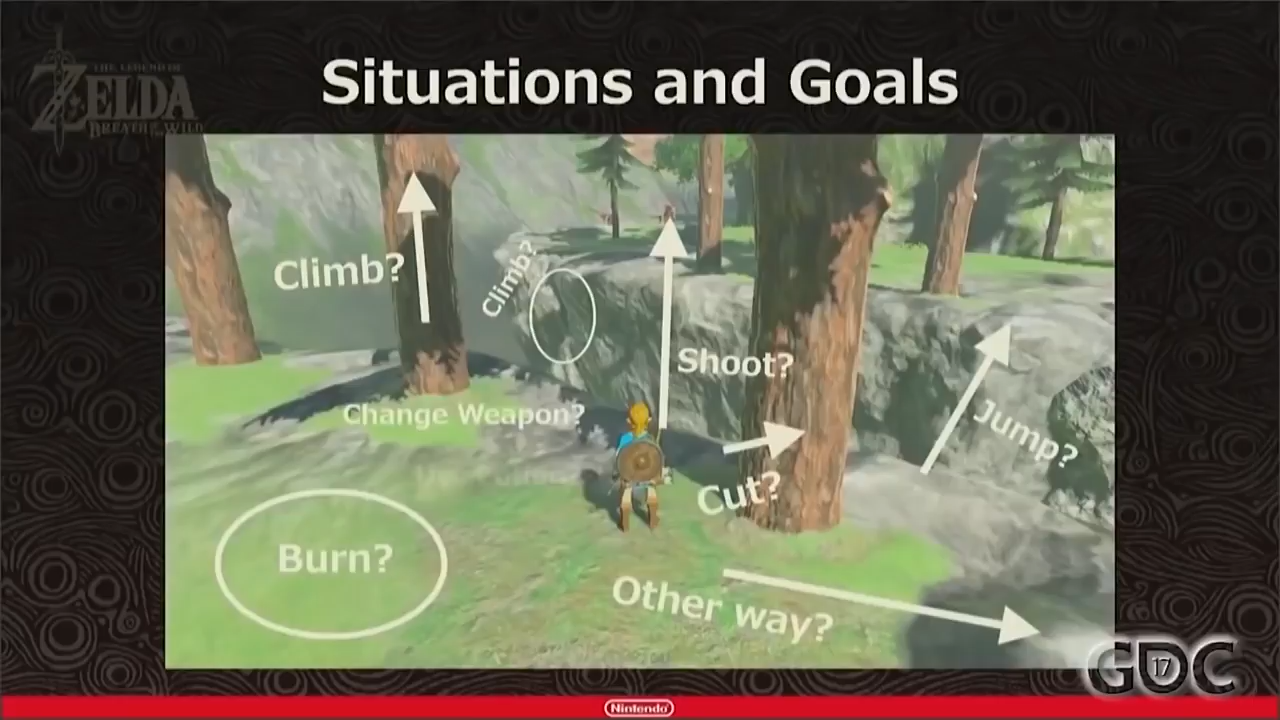 THE LEGEND OF
ZELDA
BREATH OF THE WILD
Situations and Goals
Climb?
Climb?
Shoot?
Change Weapon?
Jump?
Cut?
Burn?
Other way?
GDC
17
Nintendo